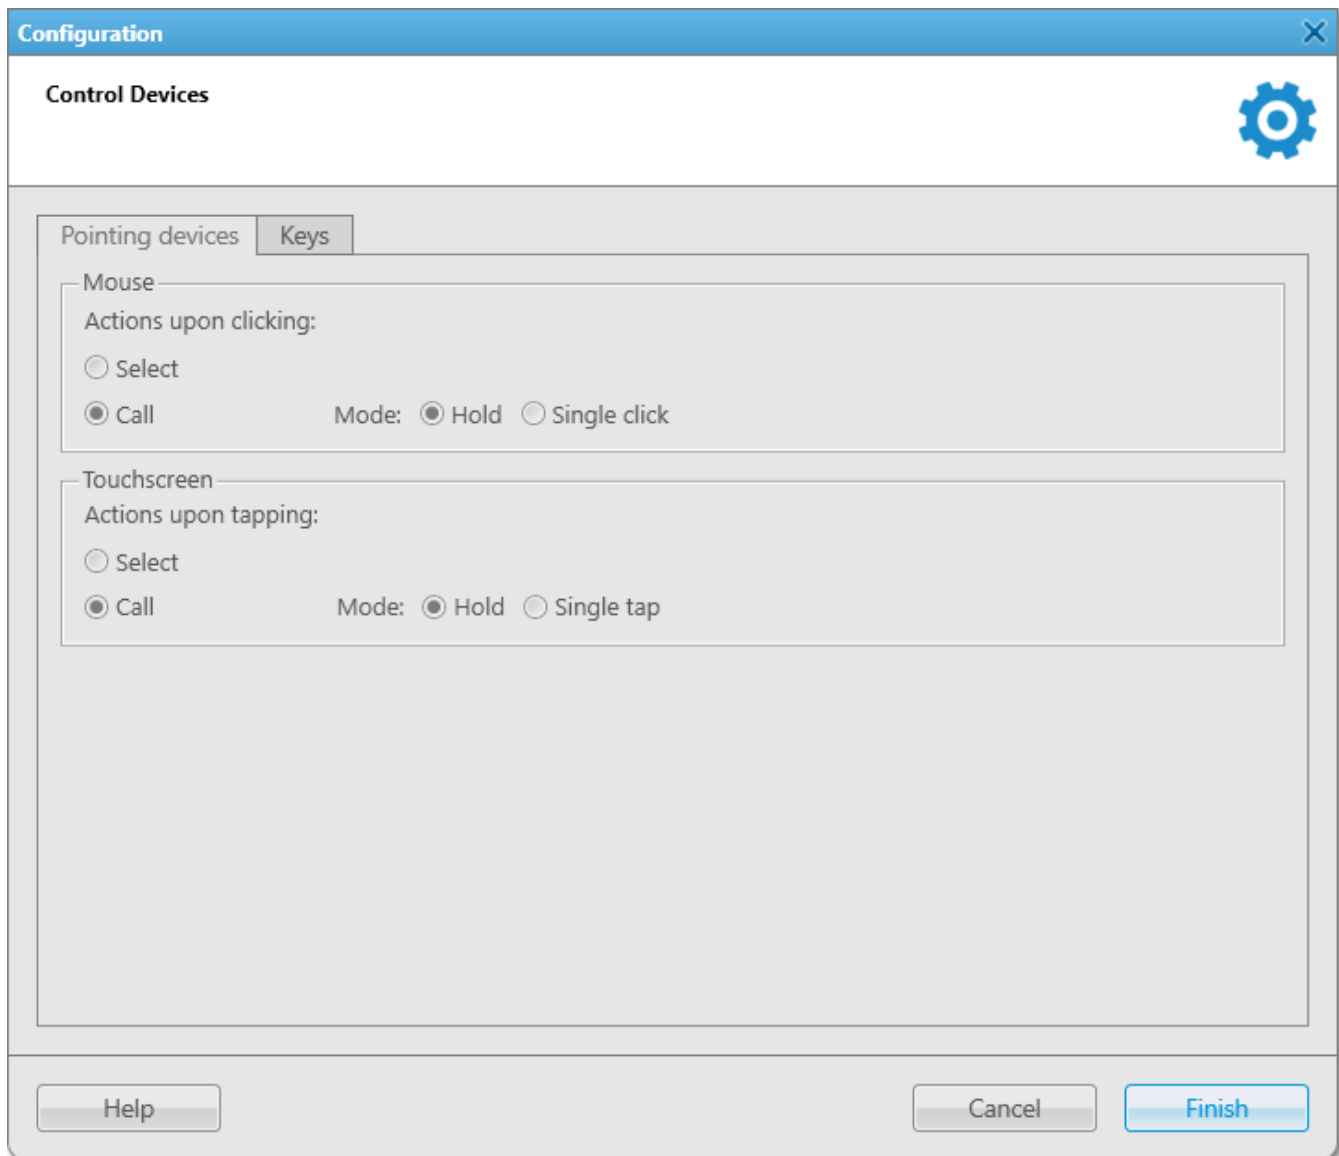 Configuration
Control Devices
Pointing devices Keys
Mouse
Actions upon clicking:
Select
Call Mode: Hold Single click
Touchscreen
Actions upon tapping:
Select
Call Mode: Hold Single tap
Help Cancel Finish